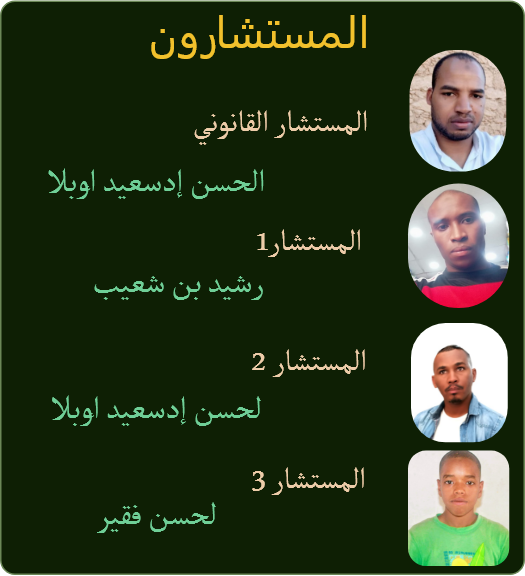 المستشارون
المستشار القانوني
الحسن إدسعيد اوبلا
المستشار1
رشيد بن شعيب
المستشار 2
لحسن إدسعيد اوبلا
المستشار 3
لحسن فقير